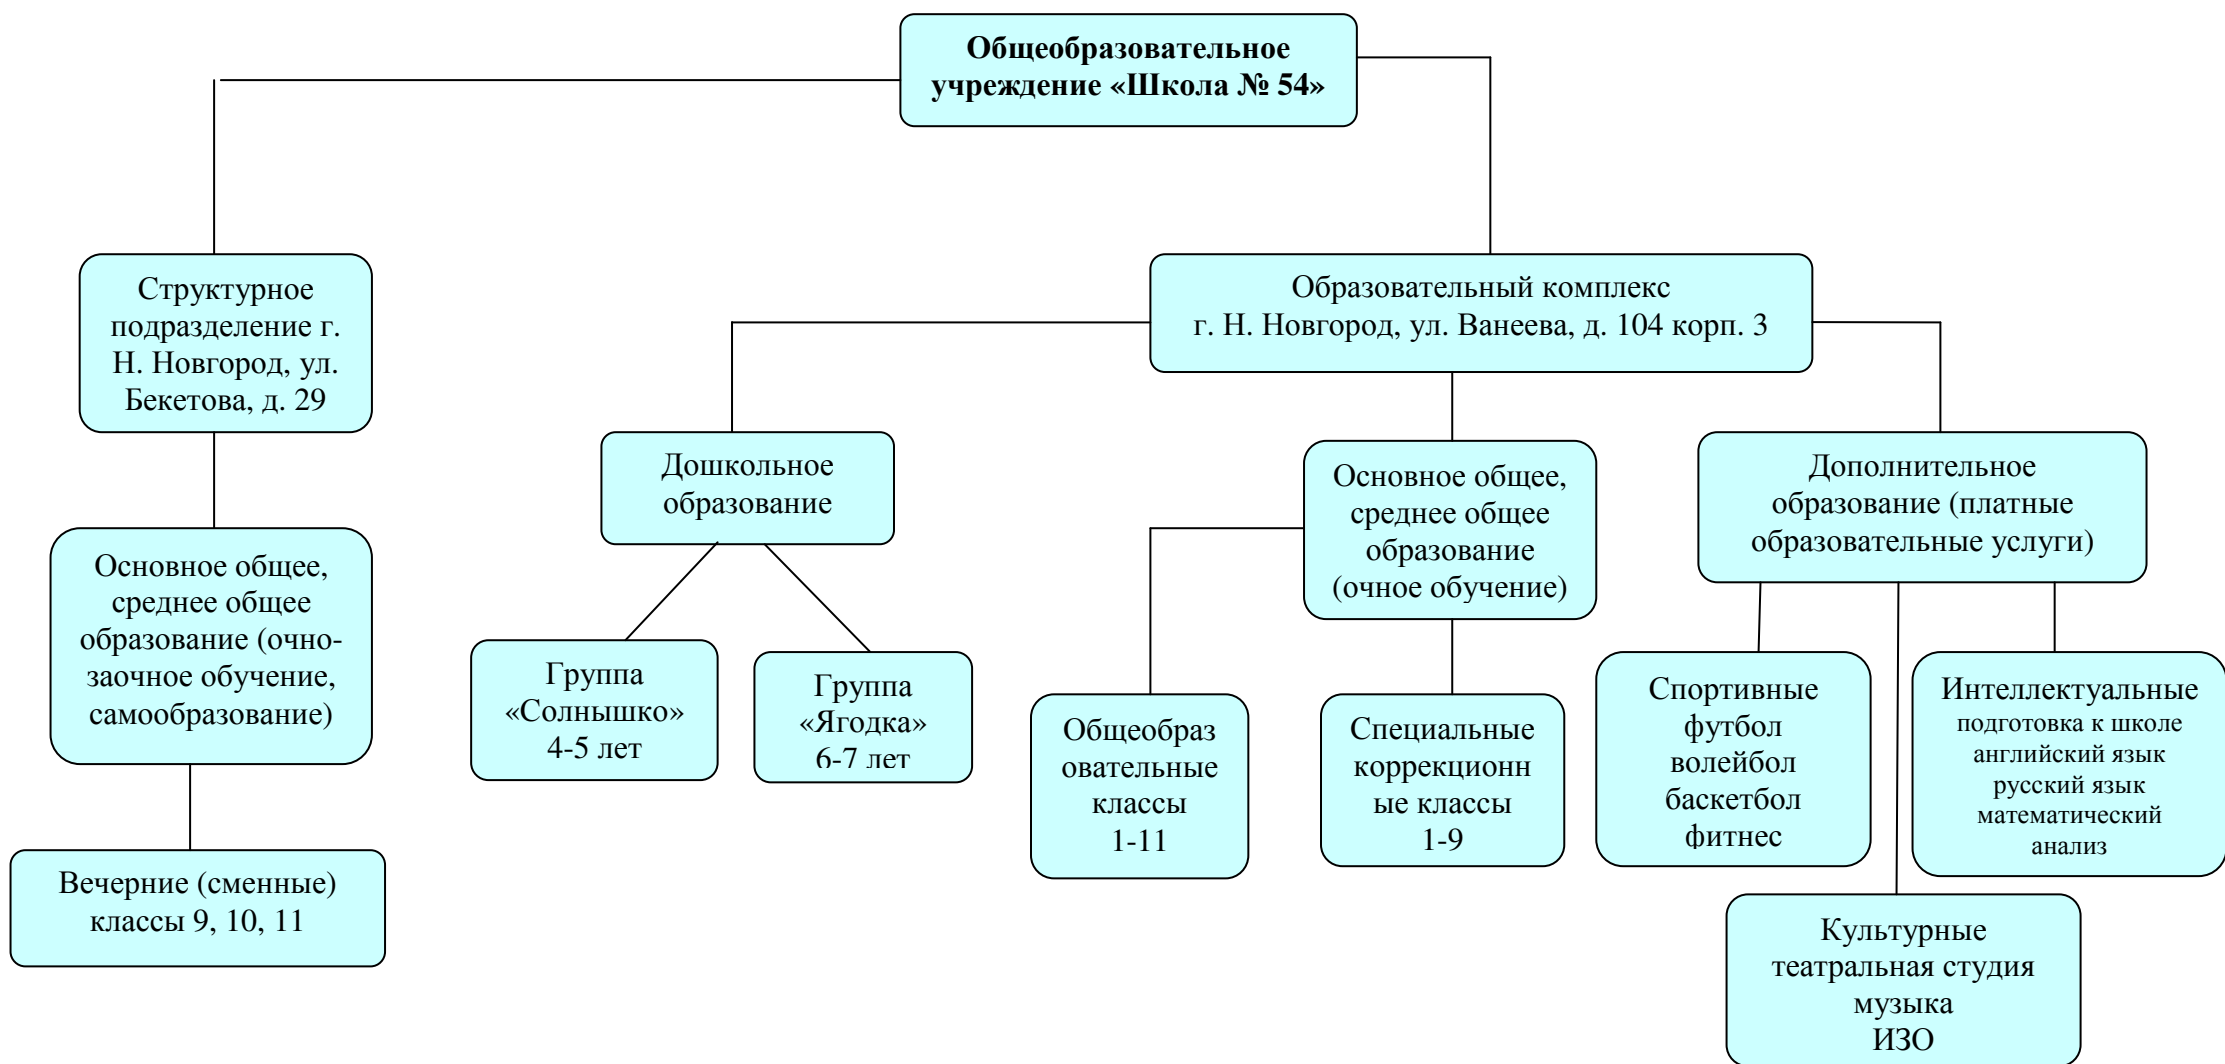 Общеобразовательное
учреждение «Школа № 54»
Структурное
подразделение г.
Н. Новгород, ул.
Бекетова, д. 29
Образовательный комплекс
г. Н. Новгород, ул. Ванеева, д. 104 корп. 3
Дошкольное
образование
Основное общее,
среднее общее
образование
(очное обучение)
Дополнительное
образование (платные
образовательные услуги)
Основное общее,
среднее общее
образование (очно-
заочное обучение,
самообразование)
Группа
«Солнышко»
4-5 лет
Группа
«Ягодка»
6-7 лет
Общеобраз
овательные
классы
1-11
Специальные
коррекционн
ые классы
1-9
Спортивные
футбол
волейбол
баскетбол
фитнес
Интеллектуальные
подготовка к школе
английский язык
русский язык
математический
анализ
Вечерние (сменные)
классы 9, 10, 11
Культурные
театральная студия
музыка
ИЗО